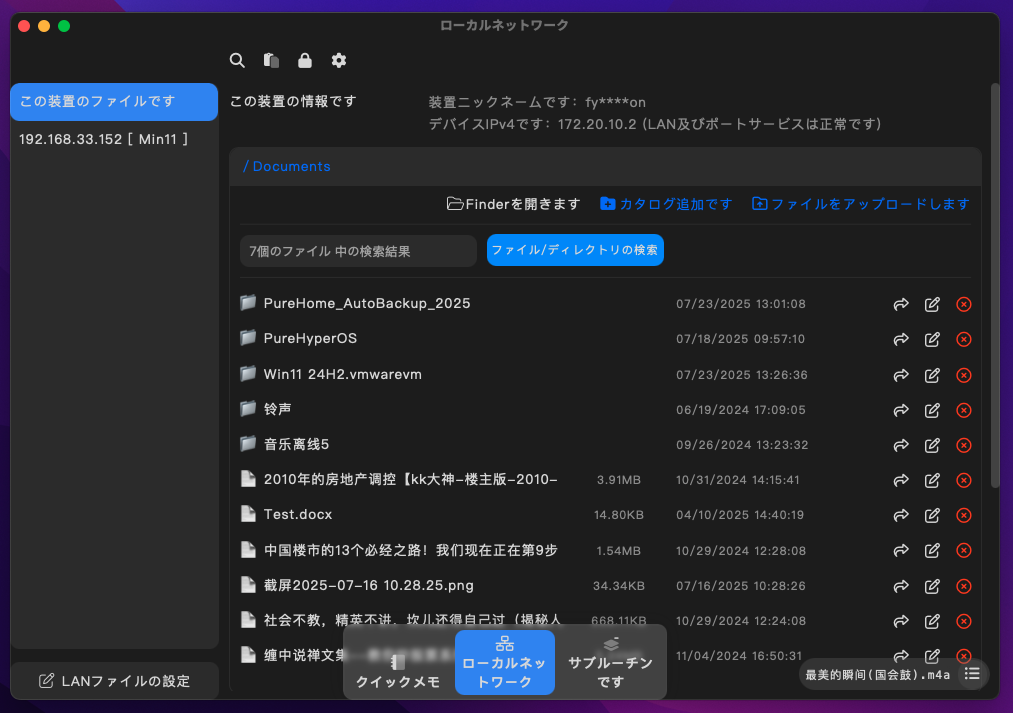 ローカルネットワーク
この装置のファイルです
192.168.33.152 [ Min11 ]
この装置の情報です
装置ニックネームです: fy****on
デバイスIPv4です: 172.20.10.2 (LAN及びポートサービスは正常です)
/ Documents
Finderを開きます
カタログ追加です
ファイルをアップロードします
7個のファイル 中の検索結果
ファイル/ディレクトリの検索
PureHome_AutoBackup_2025 07/23/2025 13:01:08
PureHyperOS 07/18/2025 09:57:10
Win11 24H2.vmwarevm 07/23/2025 13:26:36
铃声 06/19/2024 17:09:05
音乐离线5 09/26/2024 13:23:32
2010年的房地产调控【kk大神-楼主版-2010- 3.91MB 10/31/2024 14:15:41
Test.docx 14.80KB 04/10/2025 14:40:19
中国楼市的13个必经之路！我们现在正在第9步 1.54MB 10/29/2024 12:28:08
截屏2025-07-16 10.28.25.png 34.34KB 07/16/2025 10:28:26
社会不教，精英不讲，坎儿还得自己过（揭秘人 668.11KB 10/29/2024 12:24:08
缠中说禅文集 11/04/2024 16:50:31
LANファイルの設定
クイックメモ
ローカルネッ
トワーク
サブルーチン
です
最美的瞬间(国会鼓).m4a